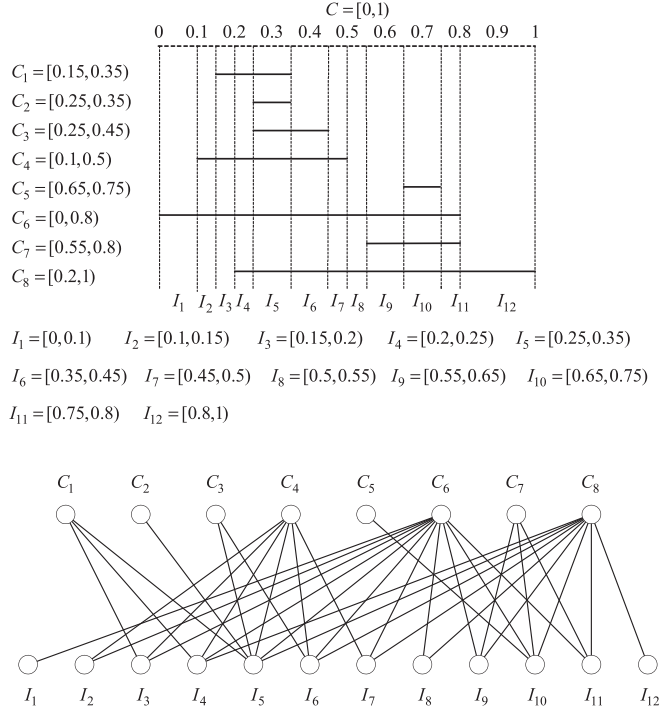 C = [0,1)
0 0.1 0.2 0.3 0.4 0.5 0.6 0.7 0.8 0.9 1
C₁ = [0.15,0.35)
C₂ = [0.25,0.35)
C₃ = [0.25,0.45)
C₄ = [0.1,0.5)
C₅ = [0.65,0.75)
C₆ = [0,0.8)
C₇ = [0.55,0.8)
C₈ = [0.2,1)
I₁ I₂ I₃ I₄ I₅ I₆ I₇ I₈ I₉ I₁₀ I₁₁ I₁₂
I₁ = [0,0.1) I₂ = [0.1,0.15) I₃ = [0.15,0.2) I₄ = [0.2,0.25) I₅ = [0.25,0.35)
I₆ = [0.35,0.45) I₇ = [0.45,0.5) I₈ = [0.5,0.55) I₉ = [0.55,0.65) I₁₀ = [0.65,0.75)
I₁₁ = [0.75,0.8) I₁₂ = [0.8,1)
C₁ C₂ C₃ C₄ C₅ C₆ C₇ C₈
I₁ I₂ I₃ I₄ I₅ I₆ I₇ I₈ I₉ I₁₀ I₁₁ I₁₂